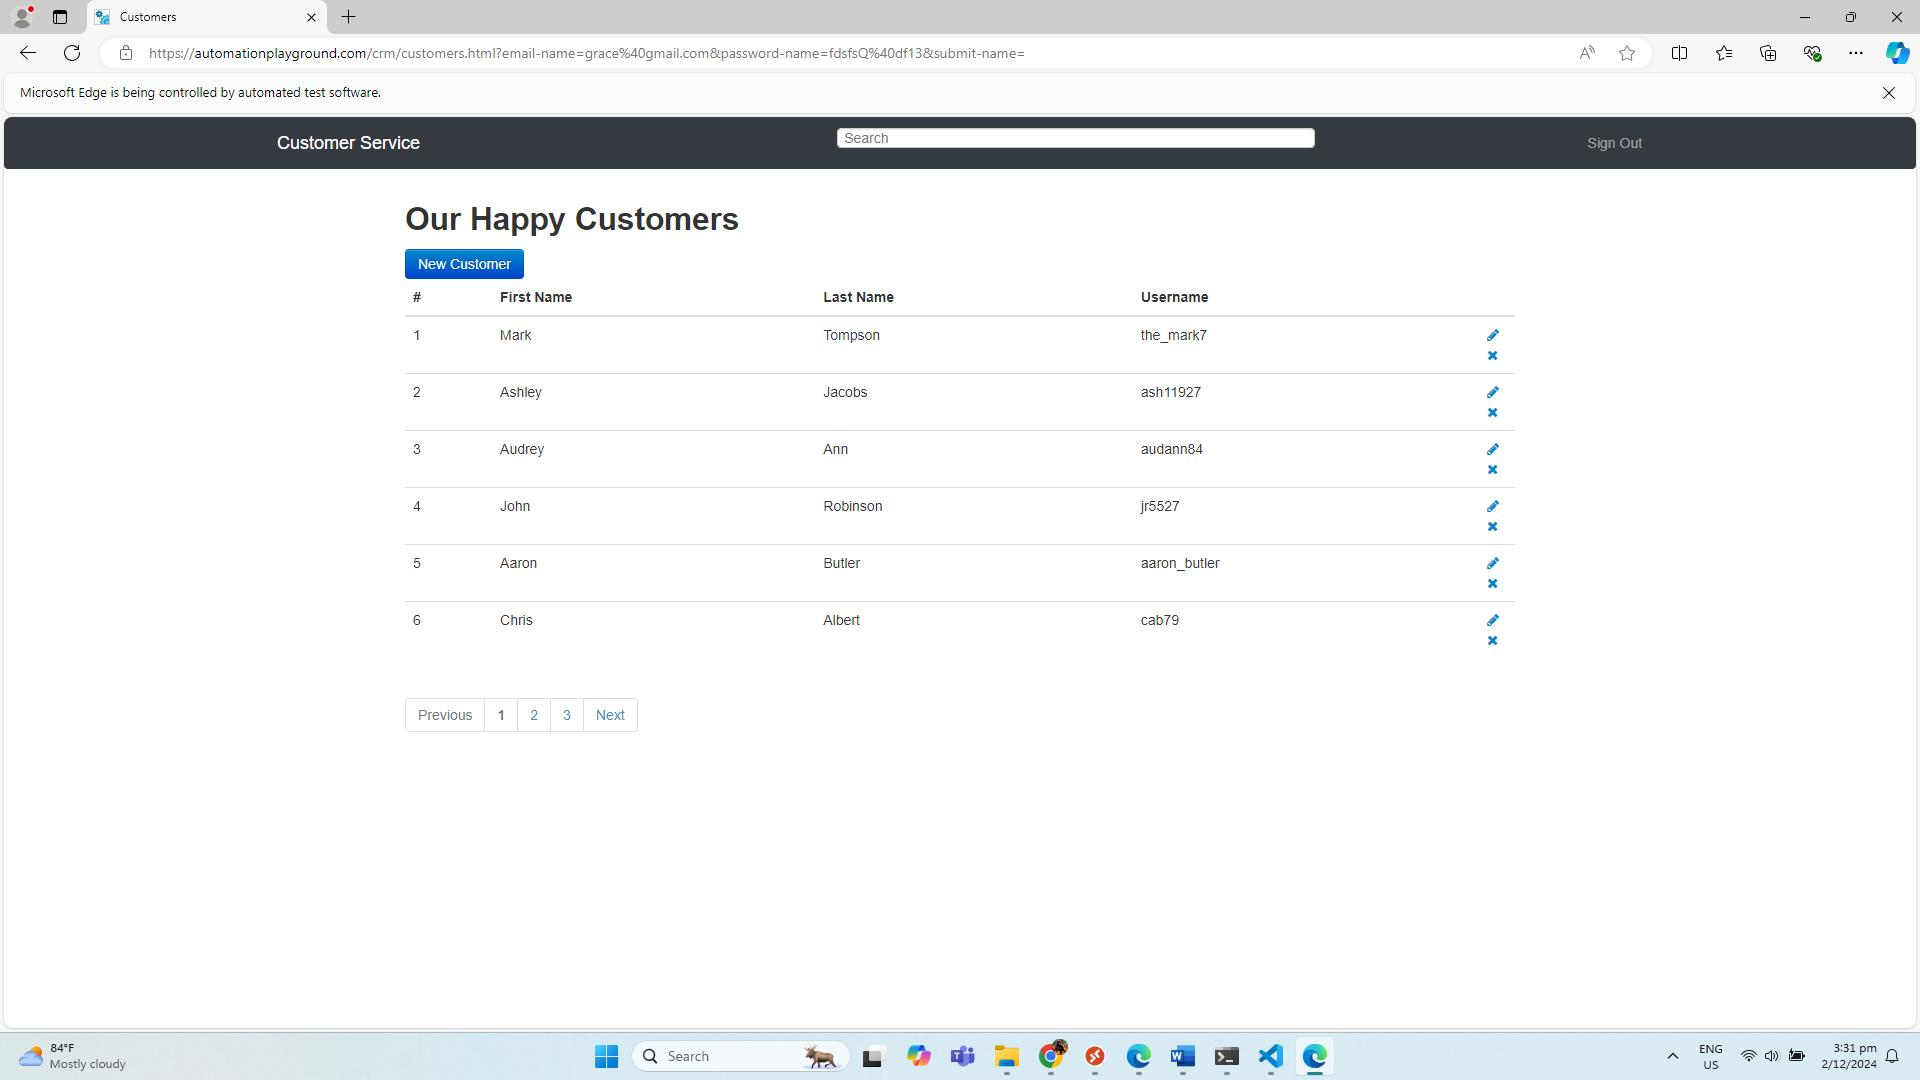 Customers
https://automationplayground.com/crm/customers.html?email-name=grace%40gmail.com&password-name=fdsfsQ%40df13&submit-name=
Microsoft Edge is being controlled by automated test software.
Customer Service Search Sign Out
Our Happy Customers
New Customer
# First Name Last Name Username
1 Mark Tompson the_mark7
2 Ashley Jacobs ash11927
3 Audrey Ann audann84
4 John Robinson jr5527
5 Aaron Butler aaron_butler
6 Chris Albert cab79
Previous 1 2 3 Next
84°F
Mostly cloudy
Search
ENG
US
3:31 pm
2/12/2024